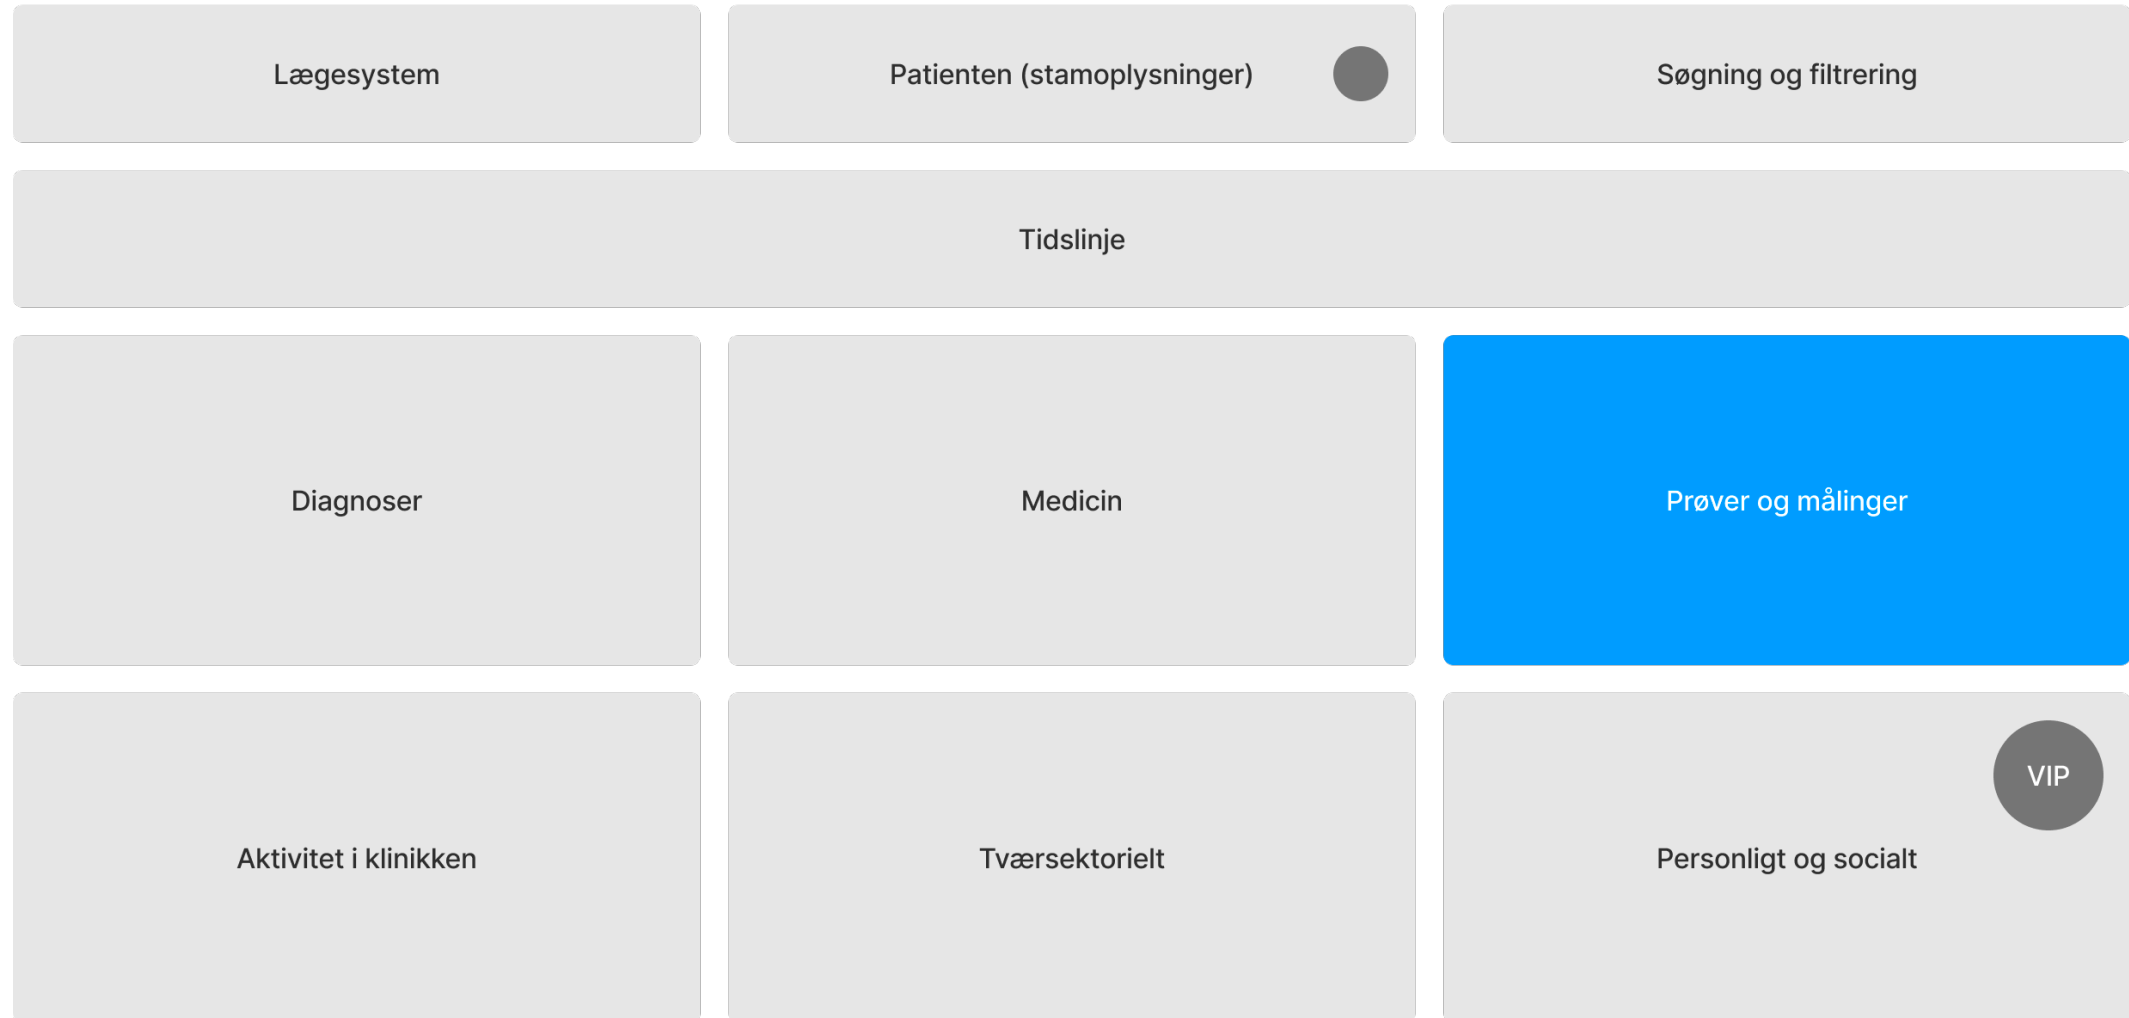 Lægesystem
Patienten (stamoplysninger)
Søgning og filtrering
Tidslinje
Diagnoser
Medicin
Prøver og målinger
Aktivitet i klinikken
Tværsektorielt
VIP
Personligt og socialt